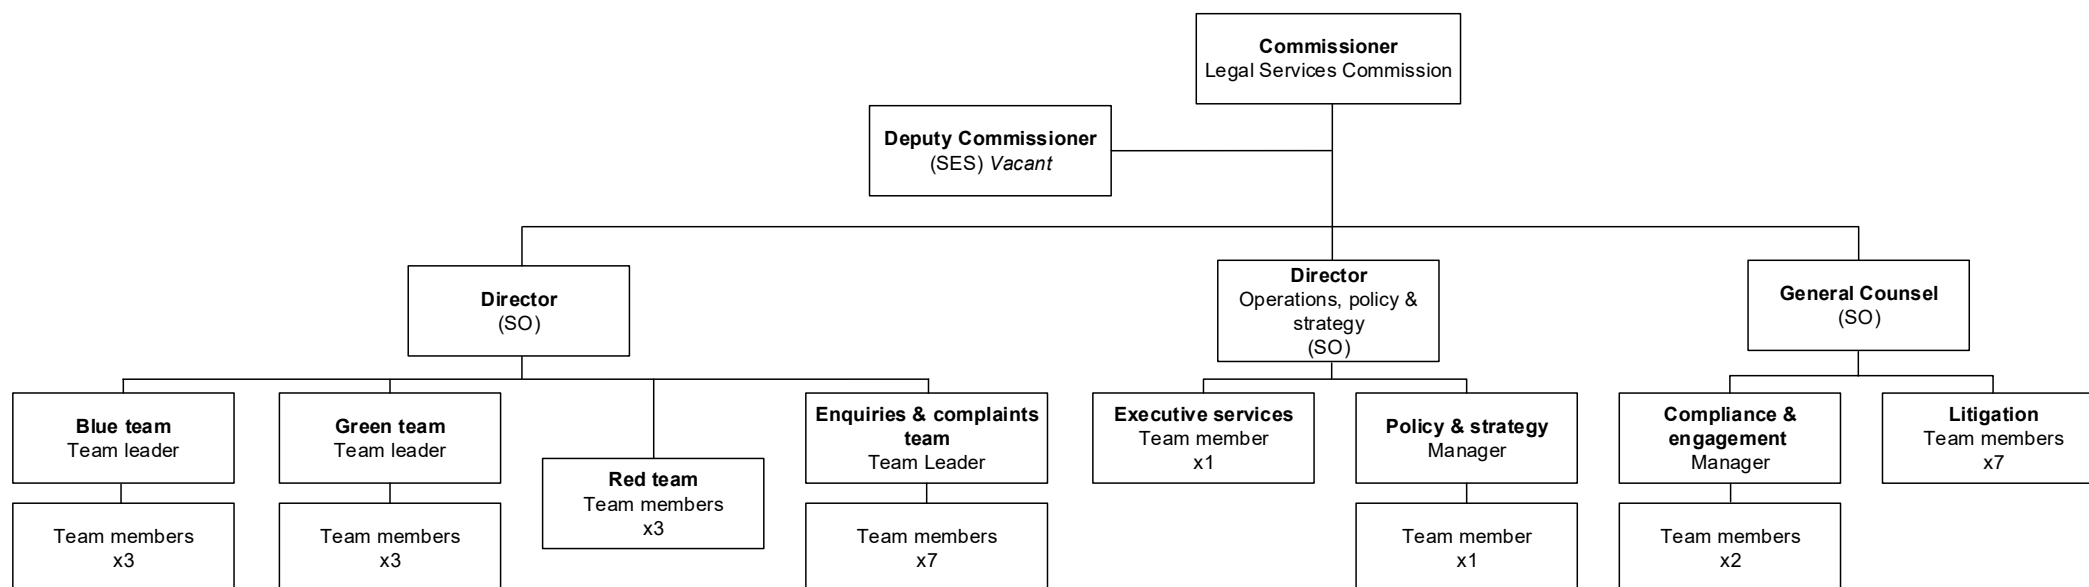 Commissioner
Legal Services Commission
Deputy Commissioner
(SES) Vacant
Director
(SO)
Director
Operations, policy &
strategy
(SO)
General Counsel
(SO)
Blue team
Team leader
Green team
Team leader
Red team
Team members
x3
Enquiries & complaints
team
Team Leader
Executive services
Team member
x1
Policy & strategy
Manager
Compliance &
engagement
Manager
Litigation
Team members
x7
Team members
x3
Team members
x3
Team members
x7
Team member
x1
Team members
x2